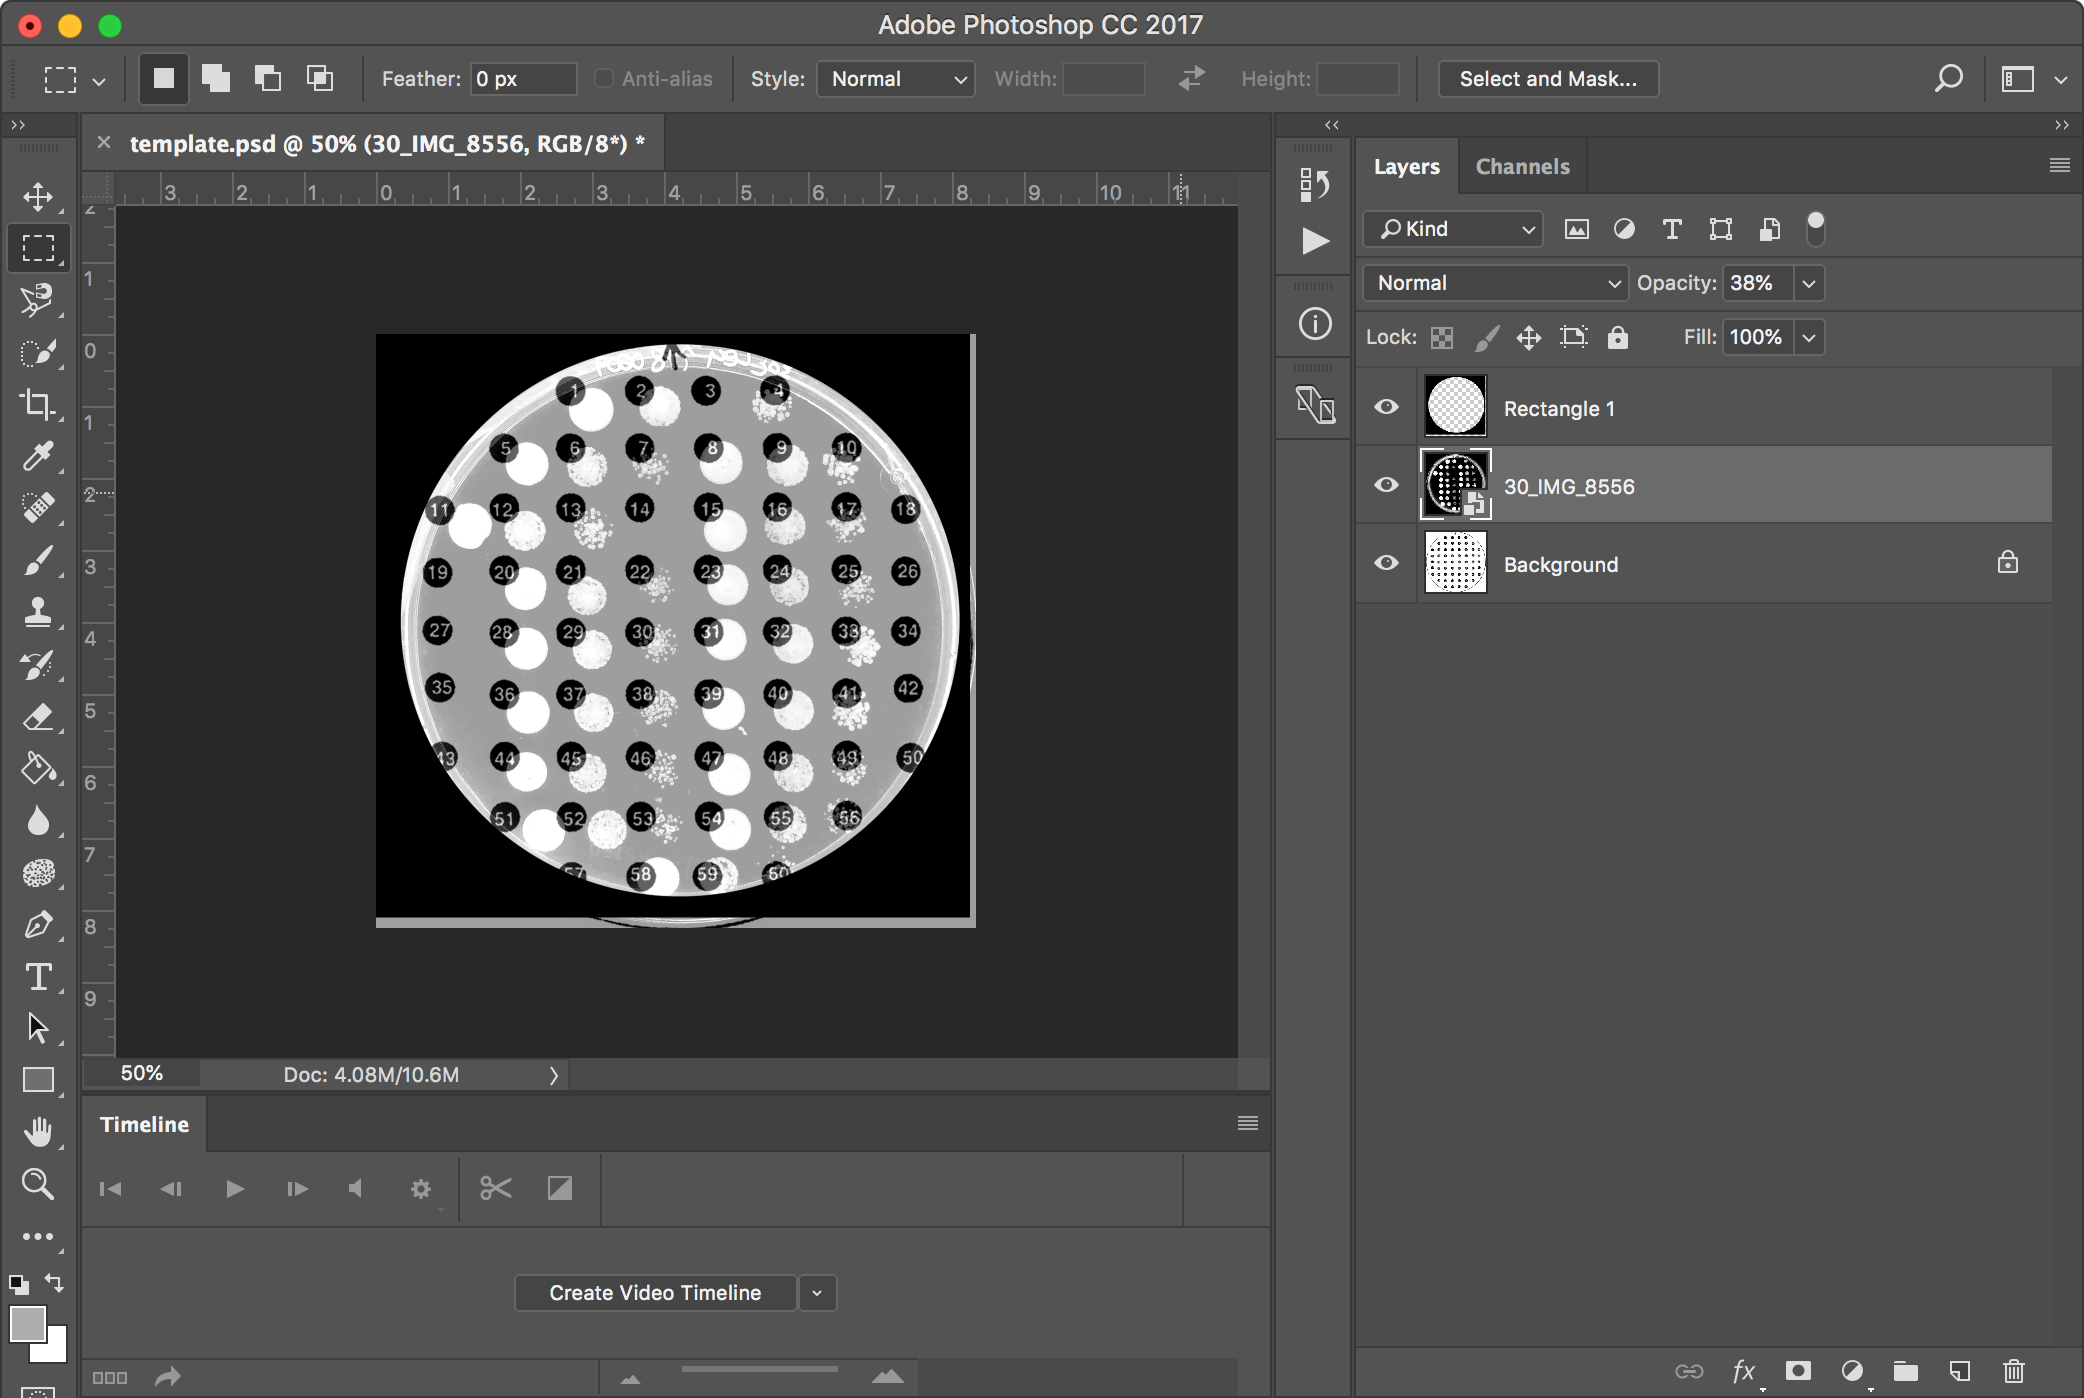 Adobe Photoshop CC 2017
Feather: 0 px Anti-alias Style: Normal Width: Height: Select and Mask...
template.psd @ 50% (30_IMG_8556, RGB/8*) *
3 2 1 0 1 2 3 4 5 6 7 8 9 10 11
2
1
0
1
2
3
4
5
6
7
8
9
1 2 3 4
5 6 7 8 9 10
11 12 13 14 15 16 17 18
19 20 21 22 23 24 25 26
27 28 29 30 31 32 33 34
35 36 37 38 39 40 41 42
43 44 45 46 47 48 49 50
51 52 53 54 55 56
57 58 59 60
50% Doc: 4.08M/10.6M
Timeline
Create Video Timeline
Layers Channels
Kind
Normal Opacity: 38%
Lock: Fill: 100%
Rectangle 1
30_IMG_8556
Background
fx